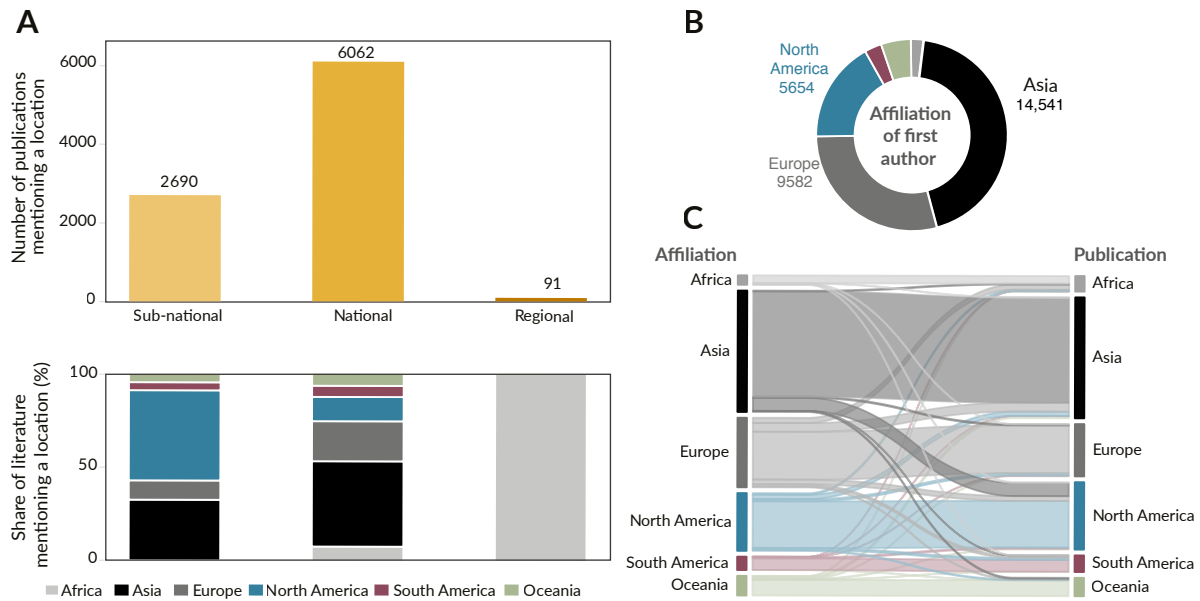 A
Number of publications
mentioning a location
6000
4000
2000
0
2690
6062
91
Sub-national
National
Regional
Share of literature
mentioning a location (%)
100
50
0
Africa
Asia
Europe
North America
South America
Oceania
B
North
America
5654
Asia
14,541
Europe
9582
Affiliation
of first
author
C
Affiliation
Publication
Africa
Asia
Europe
North America
South America
Oceania
Africa
Asia
Europe
North America
South America
Oceania